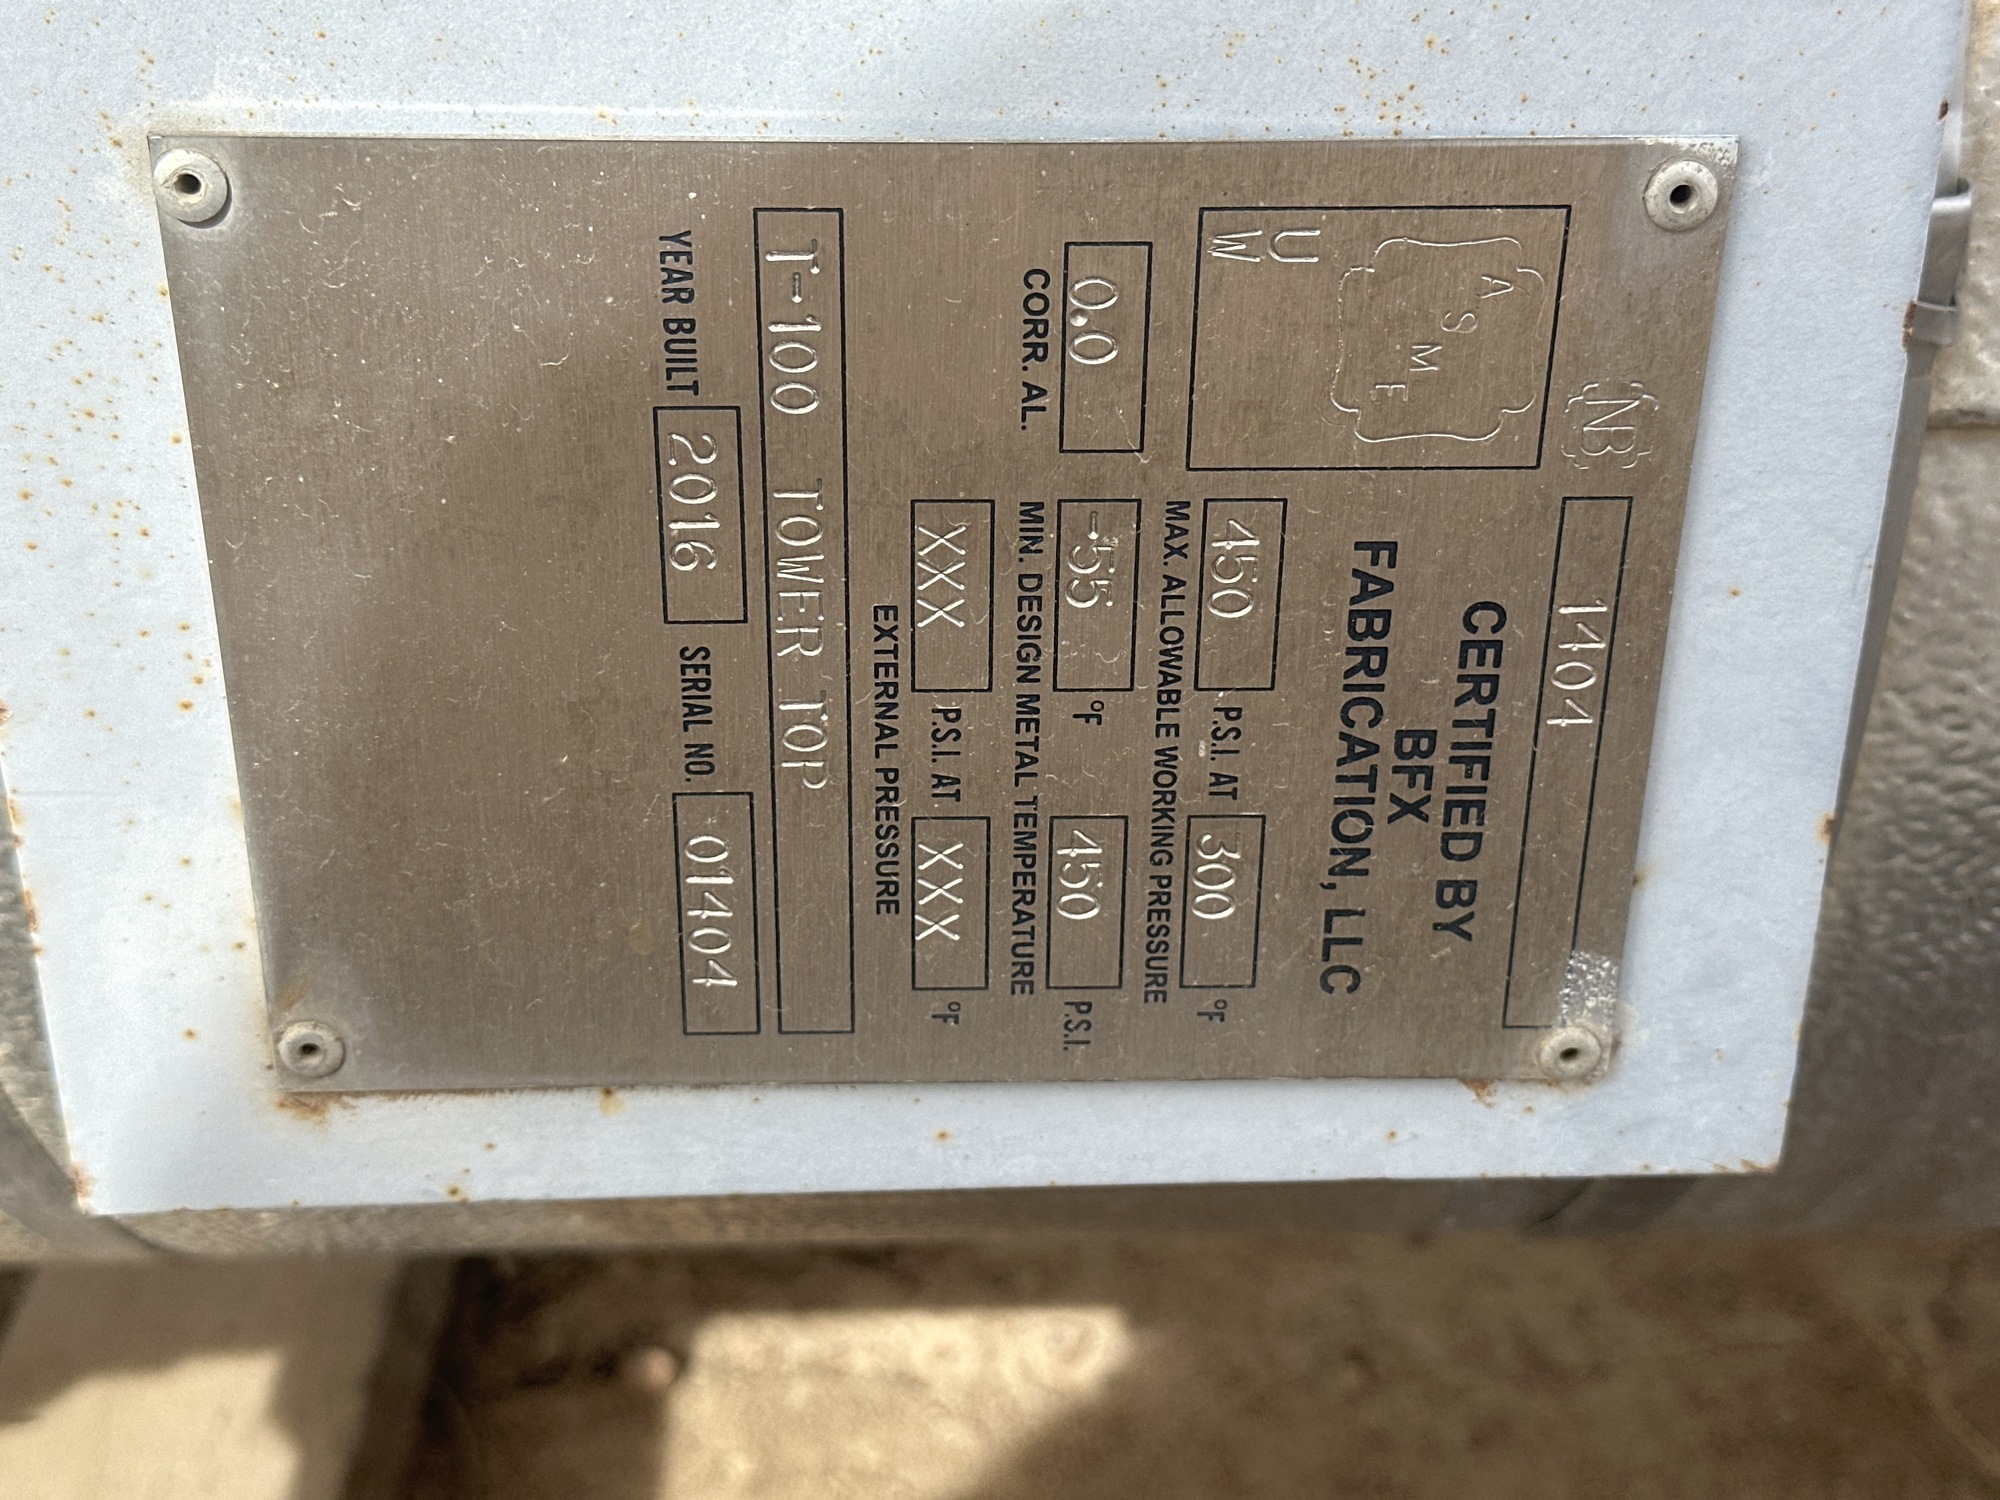 NB 1404
ASME
U
W
CERTIFIED BY
BFX
FABRICATION, LLC
450 P.S.I. AT 300 °F
MAX. ALLOWABLE WORKING PRESSURE
0.0 -55 °F 450 P.S.I.
CORR. AL. MIN. DESIGN METAL TEMPERATURE
XXX P.S.I. AT XXX °F
EXTERNAL PRESSURE
T-100 TOWER TOP
YEAR BUILT 2016 SERIAL NO. 01404